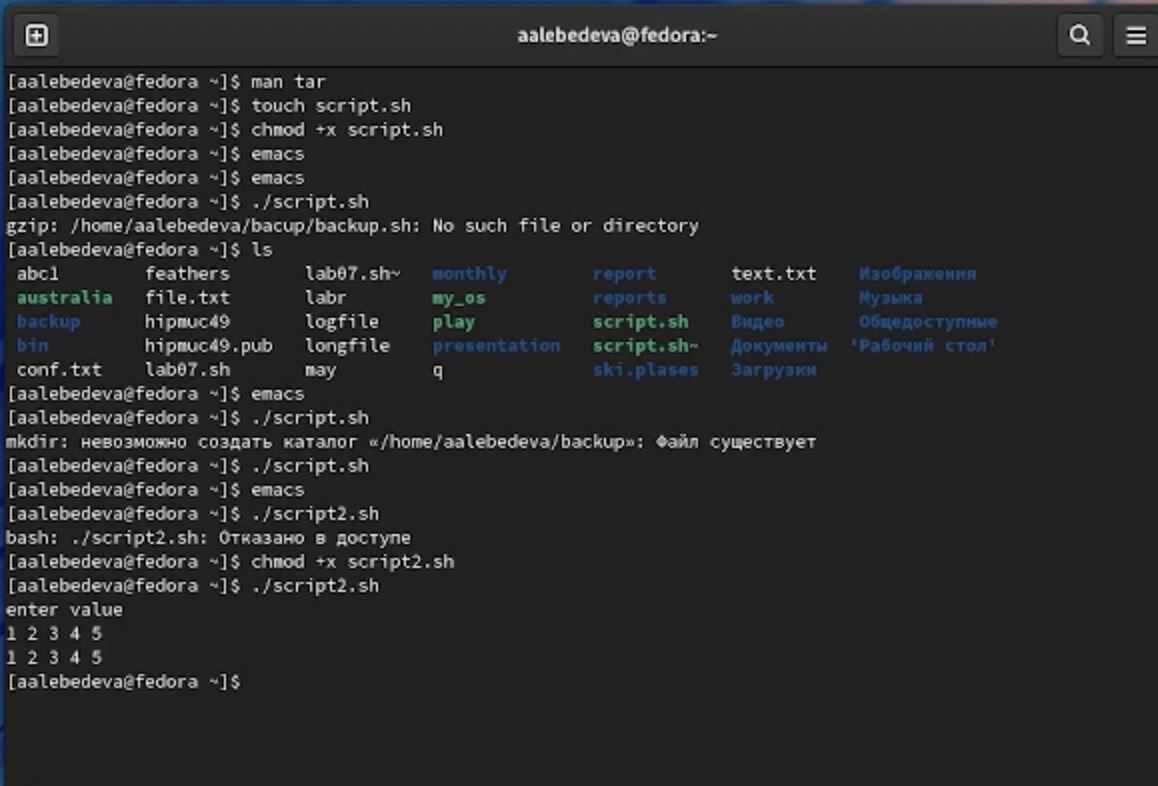 aalebedeva@fedora:~
[aalebedeva@fedora ~]$ man tar
[aalebedeva@fedora ~]$ touch script.sh
[aalebedeva@fedora ~]$ chmod +x script.sh
[aalebedeva@fedora ~]$ emacs
[aalebedeva@fedora ~]$ emacs
[aalebedeva@fedora ~]$ ./script.sh
gzip: /home/aalebedeva/bacup/backup.sh: No such file or directory
[aalebedeva@fedora ~]$ ls
abc1 feathers lab07.sh~ monthly report text.txt Изображения
australia file.txt labr my_os reports work Музыка
backup hipmuc49 logfile play script.sh Видео Общедоступные
bin hipmuc49.pub longfile presentation script.sh~ Документы 'Рабочий стол'
conf.txt lab07.sh may q ski.plases Загрузки
[aalebedeva@fedora ~]$ emacs
[aalebedeva@fedora ~]$ ./script.sh
mkdir: невозможно создать каталог «/home/aalebedeva/backup»: Файл существует
[aalebedeva@fedora ~]$ ./script.sh
[aalebedeva@fedora ~]$ emacs
[aalebedeva@fedora ~]$ ./script2.sh
bash: ./script2.sh: Отказано в доступе
[aalebedeva@fedora ~]$ chmod +x script2.sh
[aalebedeva@fedora ~]$ ./script2.sh
enter value
1 2 3 4 5
1 2 3 4 5
[aalebedeva@fedora ~]$